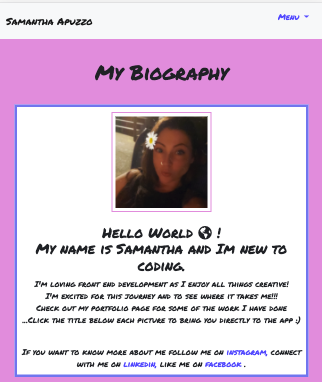 Samantha Apuzzo
Menu
My Biography
Hello World 🌎 !
My name is Samantha and Im new to
coding.
I'm loving front end development as I enjoy all things creative!
I'm excited for this journey and to see where it takes me!!!
Check out my portfolio page for some of the work I have done
...Click the title below each picture to bring you directly to the app :)
If you want to know more about me follow me on instagram, connect
with me on linkedin, like me on facebook .